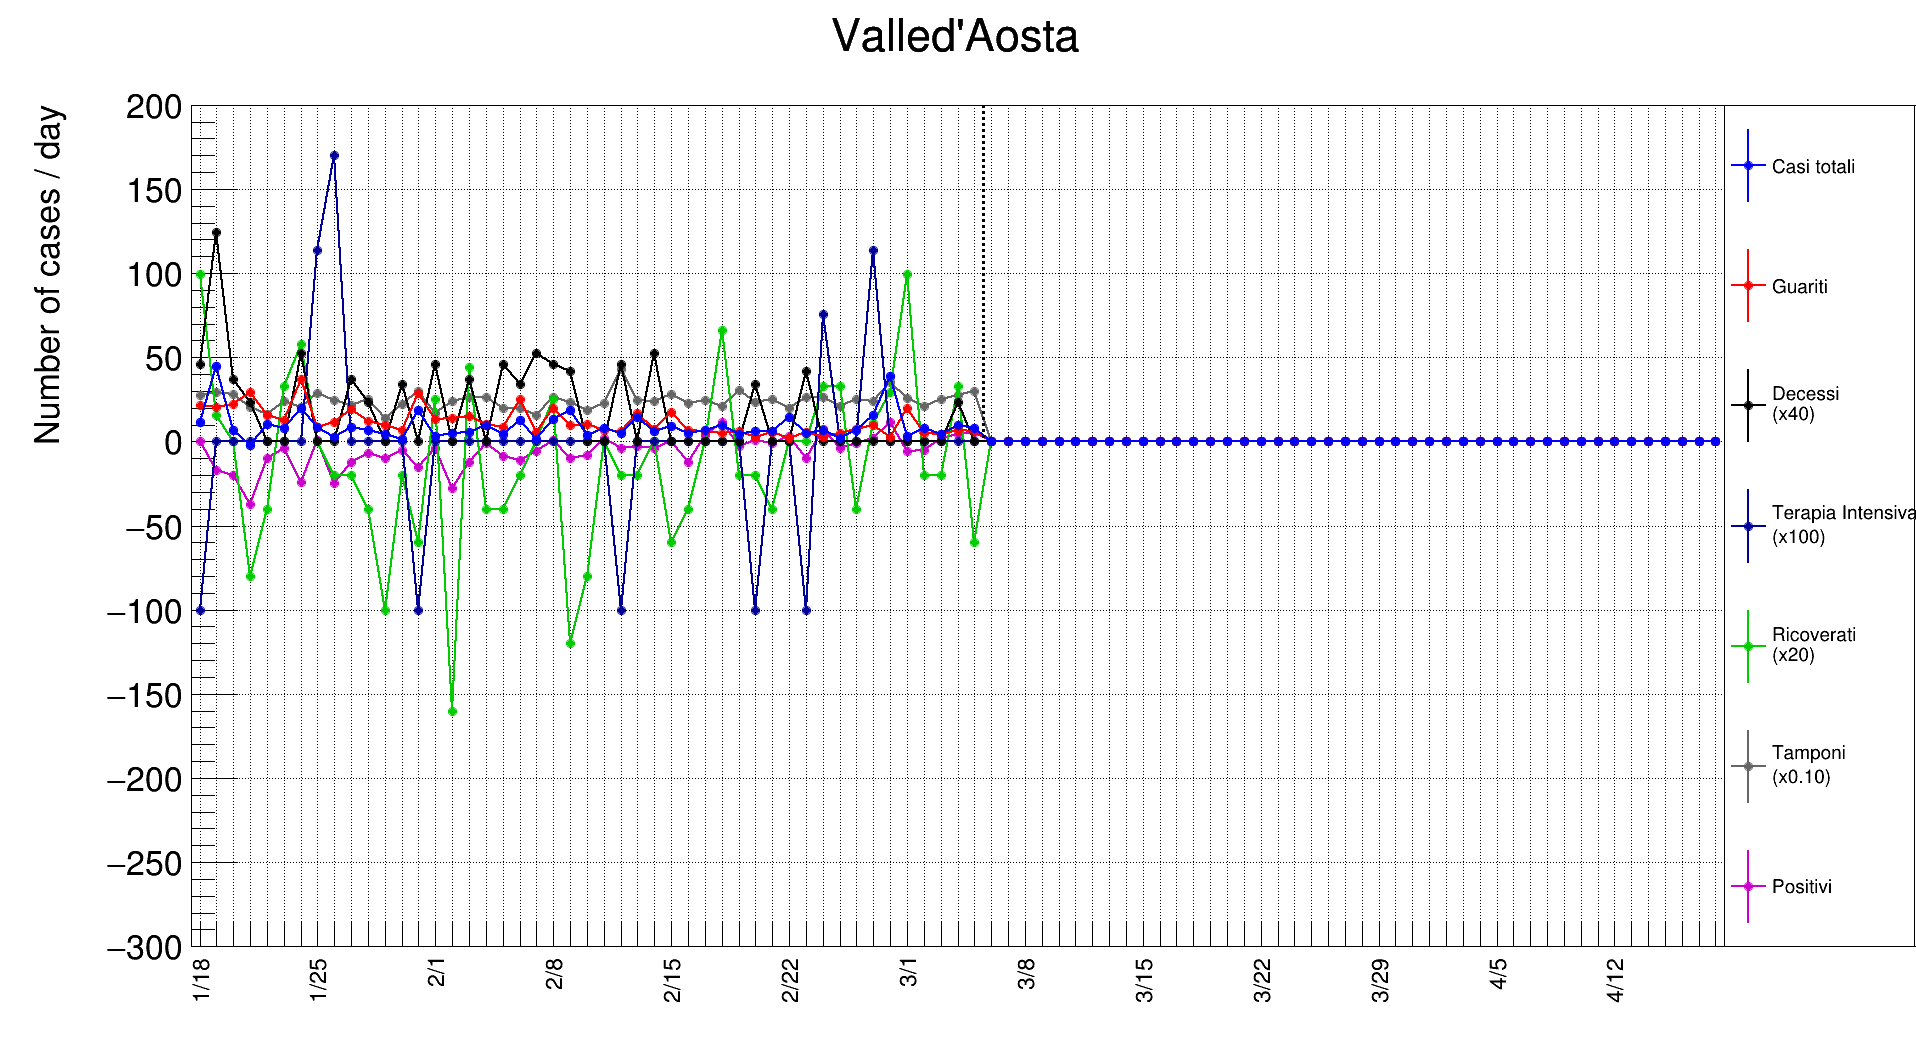 Valled'Aosta
Number of cases / day
200
150
100
50
0
−50
−100
−150
−200
−250
−300
1/18
1/25
2/1
2/8
2/15
2/22
3/1
3/8
3/15
3/22
3/29
4/5
4/12
Casi totali
Guariti
Decessi
(x40)
Terapia Intensiva
(x100)
Ricoverati
(x20)
Tamponi
(x0.10)
Positivi